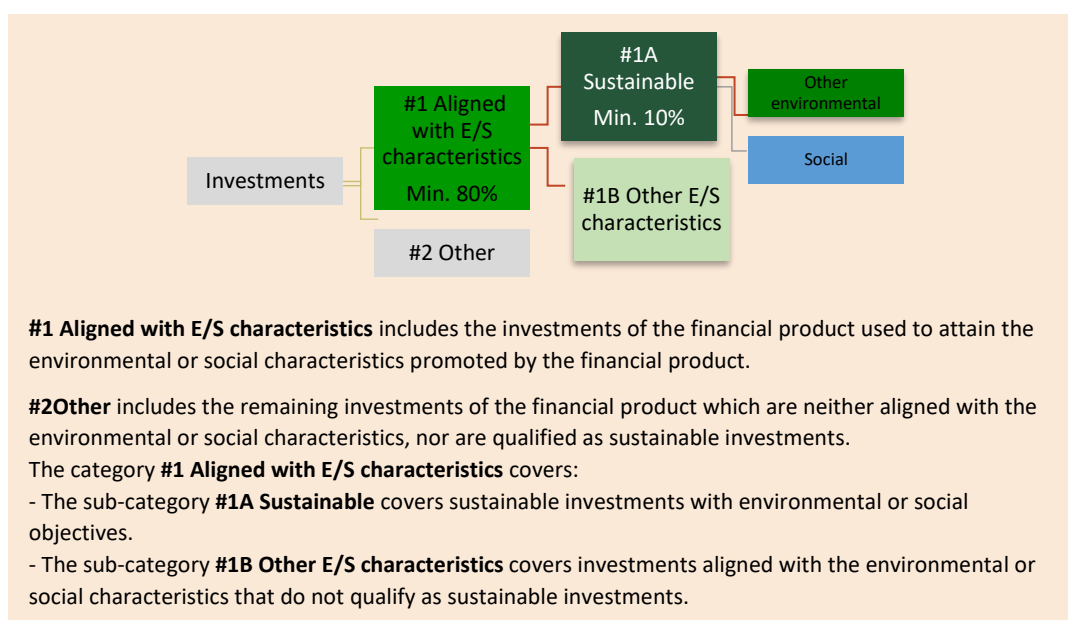 #1A
Sustainable
Min. 10%
Other
environmental
#1 Aligned
with E/S
characteristics
Min. 80%
Social
Investments
#1B Other E/S
characteristics
#2 Other
#1 Aligned with E/S characteristics includes the investments of the financial product used to attain the
environmental or social characteristics promoted by the financial product.
#2Other includes the remaining investments of the financial product which are neither aligned with the
environmental or social characteristics, nor are qualified as sustainable investments.
The category #1 Aligned with E/S characteristics covers:
- The sub-category #1A Sustainable covers sustainable investments with environmental or social
objectives.
- The sub-category #1B Other E/S characteristics covers investments aligned with the environmental or
social characteristics that do not qualify as sustainable investments.